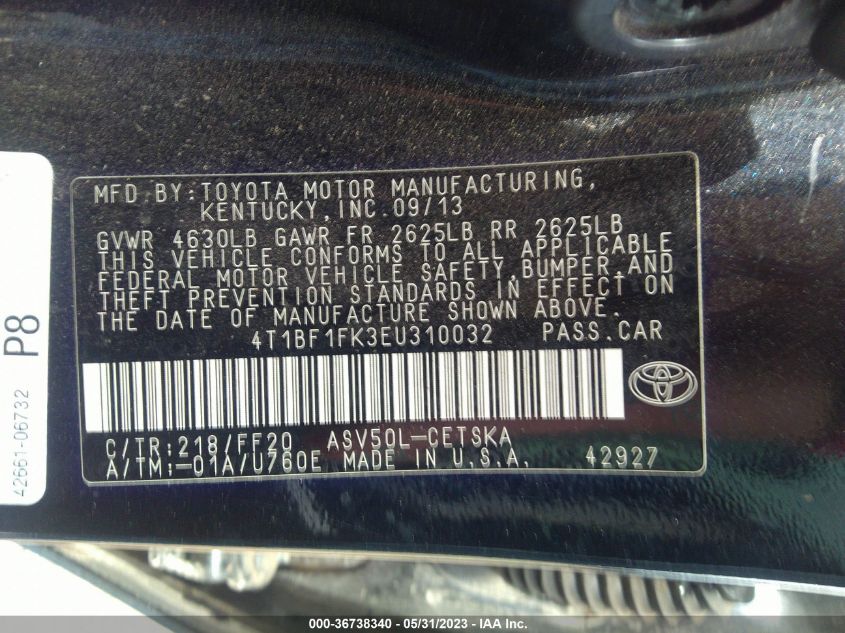 MFD BY:TOYOTA MOTOR MANUFACTURING,
KENTUCKY, INC. 09/13
GVWR 4630LB GAWR FR 2625LB RR 2625LB
THIS VEHICLE CONFORMS TO ALL APPLICABLE
FEDERAL MOTOR VEHICLE SAFETY, BUMPER, AND
THEFT PREVENTION STANDARDS IN EFFECT ON
THE DATE OF MANUFACTURE SHOWN ABOVE.
4T1BF1FK3EU310032 PASS.CAR
C/TR:218/FF20 ASV50L-CETSKA
A/TM:-01A/U760E MADE IN U.S.A. 42927
P8
42661-06732
000-36738340 - 05/31/2023 - IAA Inc.